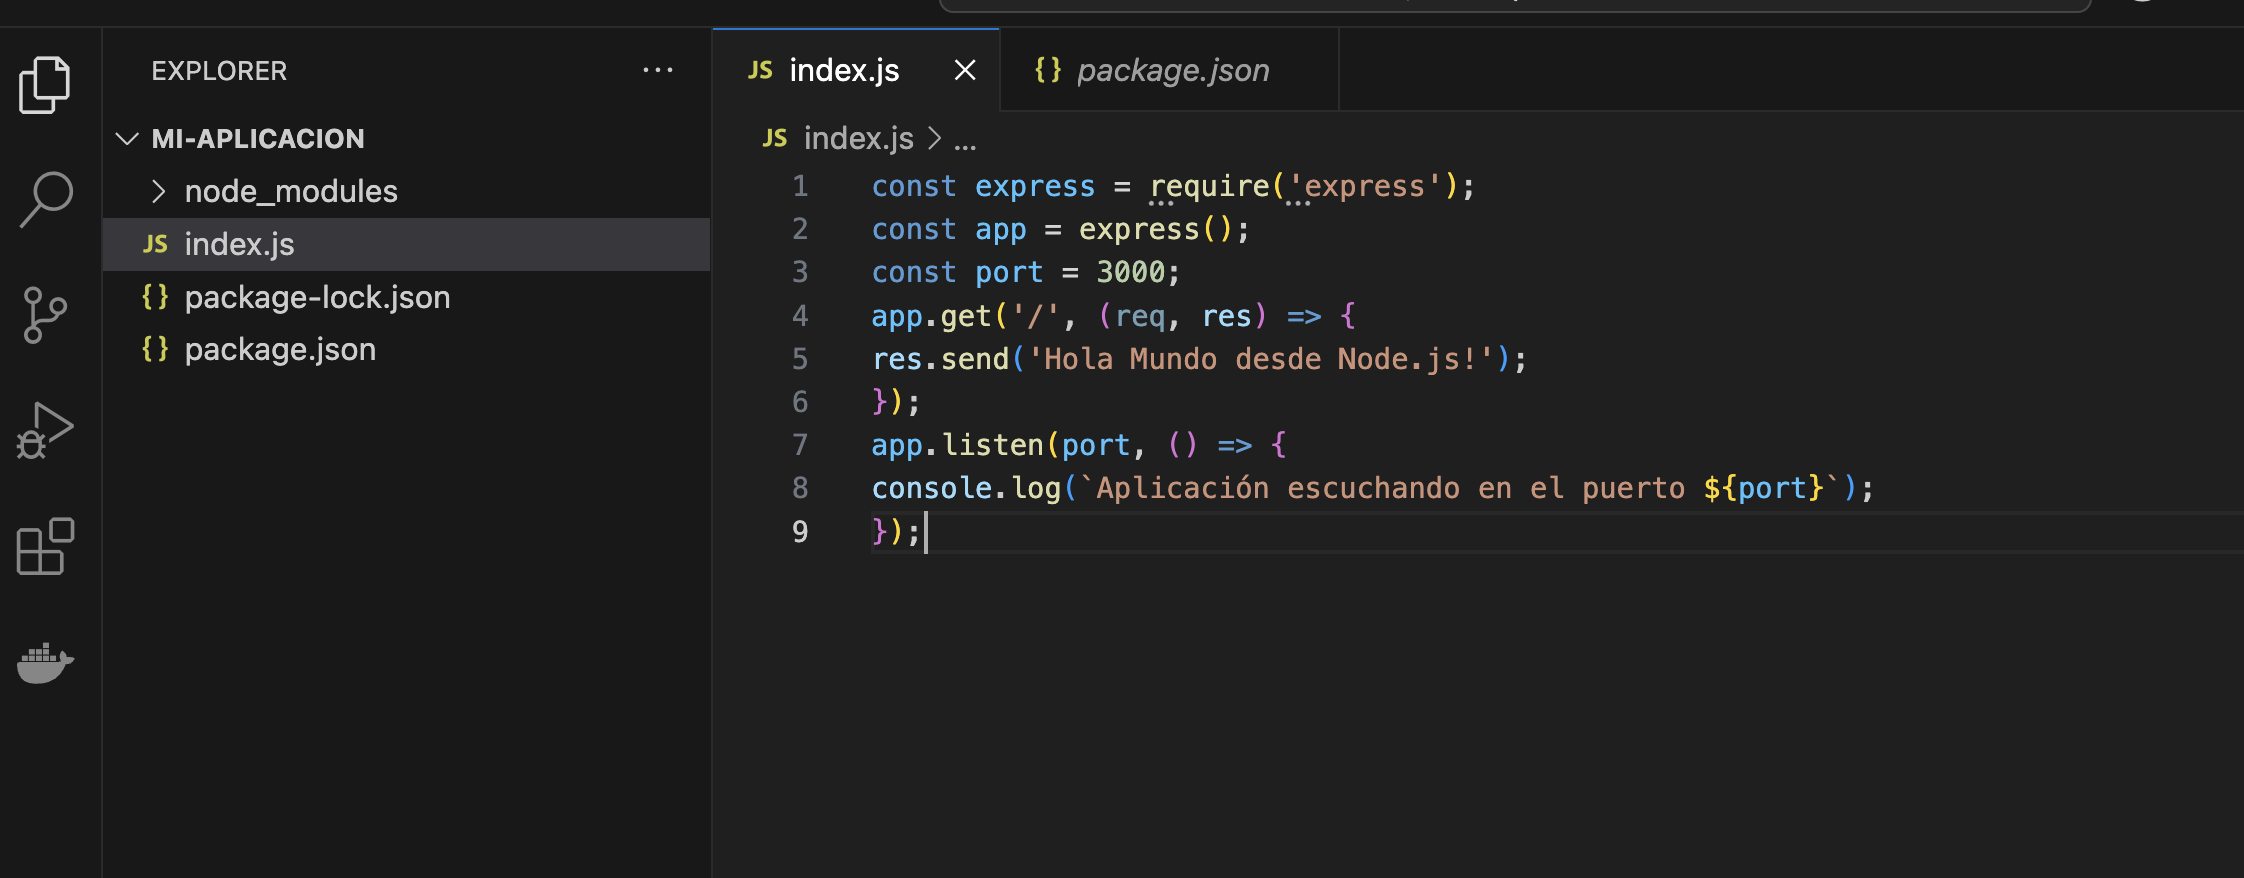 EXPLORER
...
MI-APLICACION
node_modules
JS index.js
{} package-lock.json
{} package.json
JS index.js
{} package.json
JS index.js > ...
1 const express = require('express');
2 const app = express();
3 const port = 3000;
4 app.get('/', (req, res) => {
5 res.send('Hola Mundo desde Node.js!');
6 });
7 app.listen(port, () => {
8 console.log(`Aplicación escuchando en el puerto ${port}`);
9 });